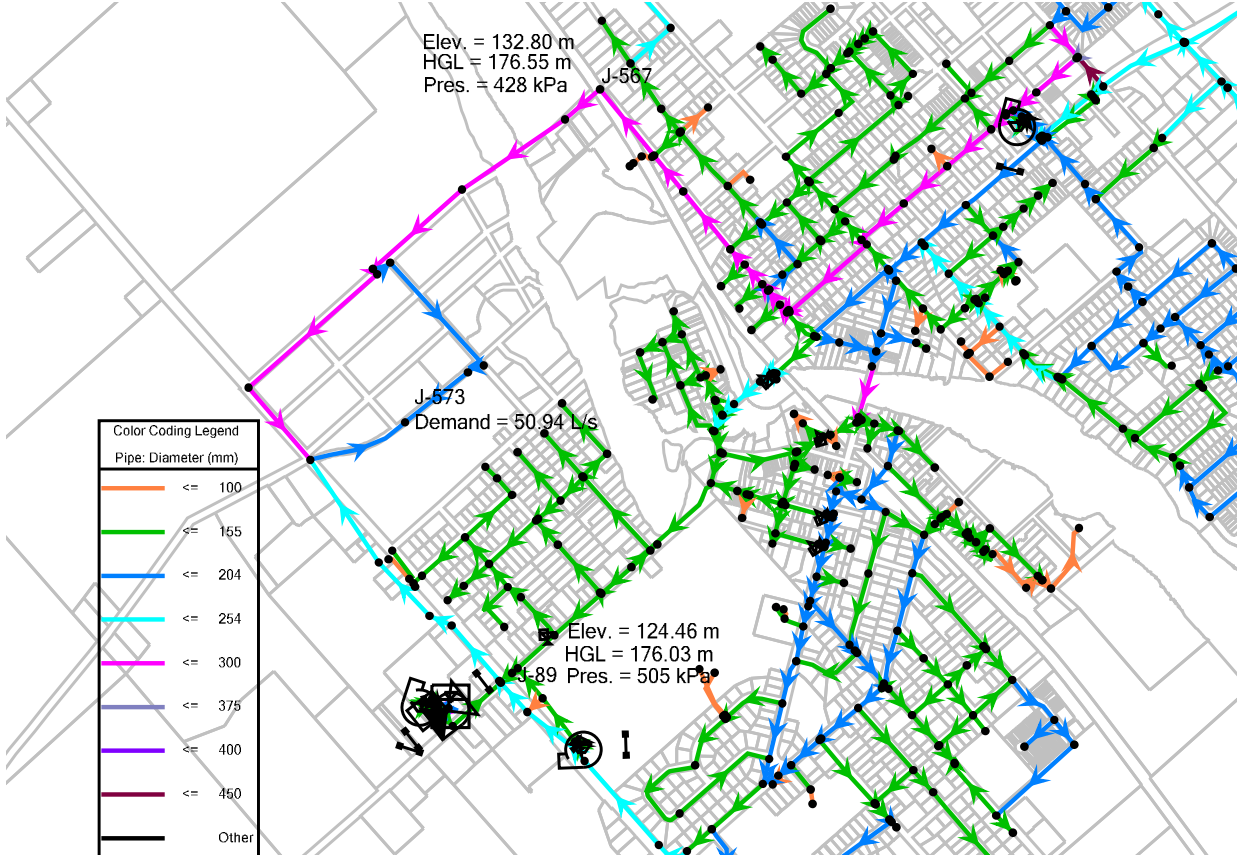 Elev. = 132.80 m
HGL = 176.55 m
Pres. = 428 kPa
J-567
J-573
Demand = 50.94 L/s
Color Coding Legend
Pipe: Diameter (mm)
<= 100
<= 155
<= 204
<= 254
<= 300
<= 375
<= 400
<= 450
Other
Elev. = 124.46 m
HGL = 176.03 m
J-89 Pres. = 505 kPa